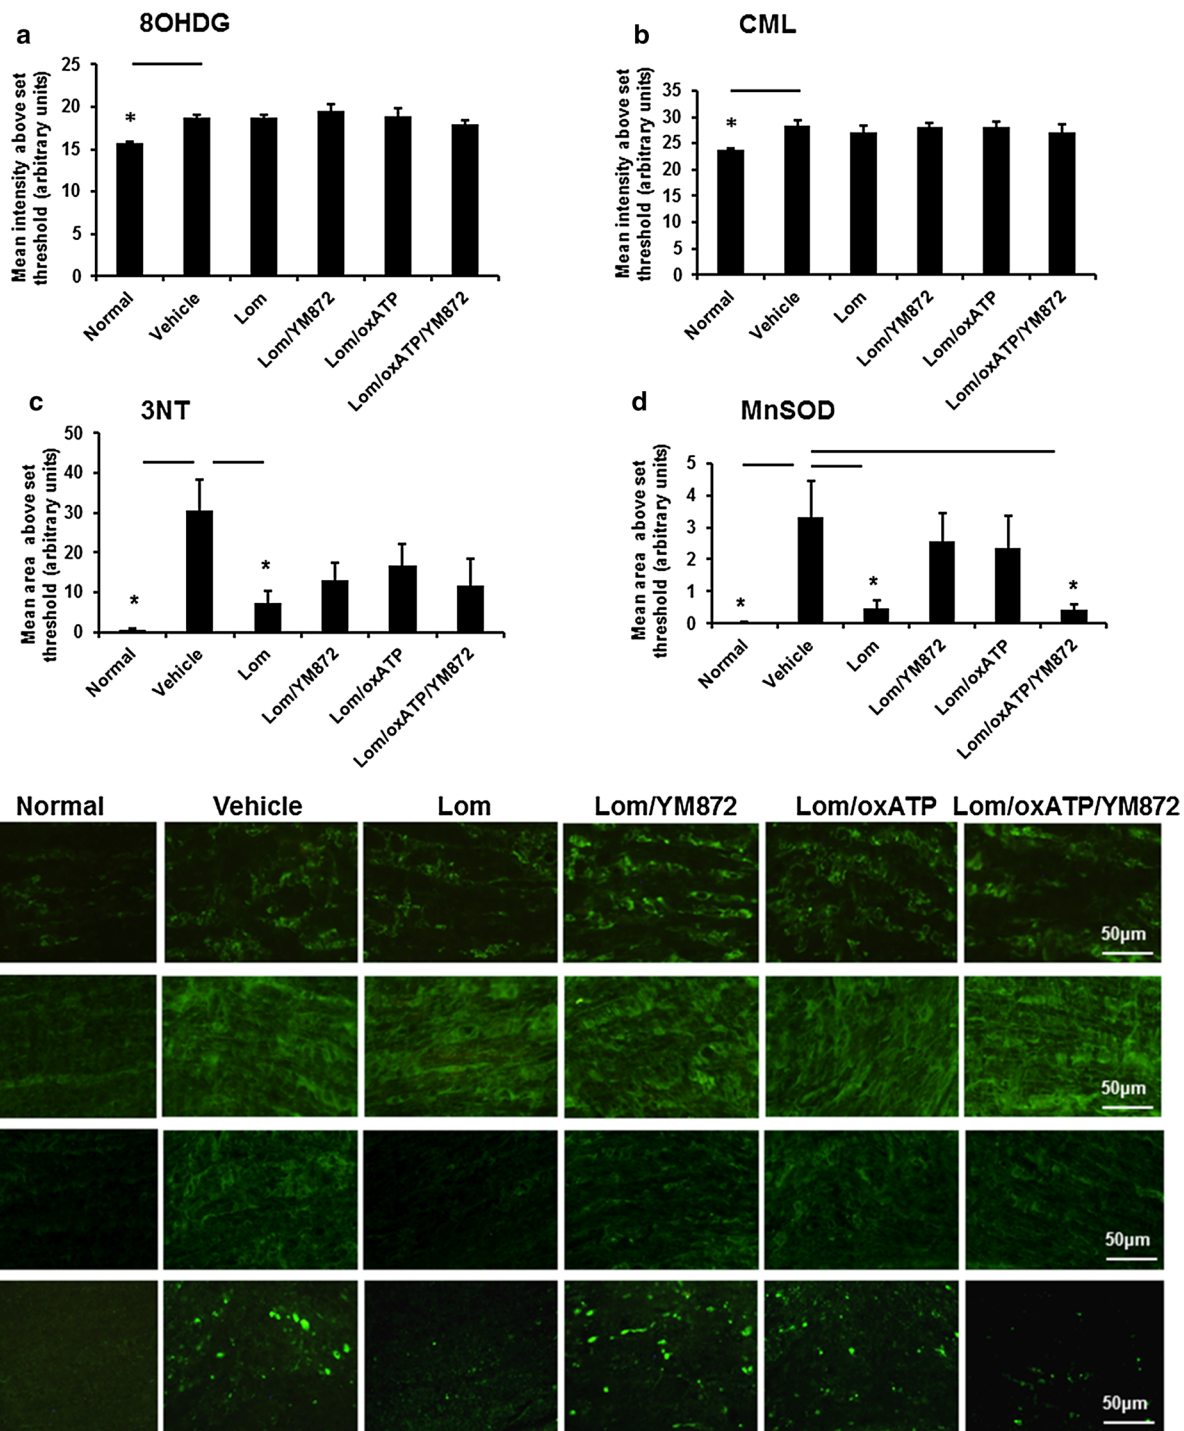 a
8OHDG
Mean intensity above set
threshold (arbitrary units)
25
20
15
10
5
0
*
Normal
Vehicle
Lom
Lom/YM872
Lom/oxATP
Lom/oxATP/YM872
b
CML
Mean intensity above set
threshold (arbitrary units)
35
30
25
20
15
10
5
0
*
Normal
Vehicle
Lom
Lom/YM872
Lom/oxATP
Lom/oxATP/YM872
c
3NT
Mean area above set
threshold (arbitrary units)
50
40
30
20
10
0
*
*
Normal
Vehicle
Lom
Lom/YM872
Lom/oxATP
Lom/oxATP/YM872
d
MnSOD
Mean area above set
threshold (arbitrary units)
5
4
3
2
1
0
*
*
*
Normal
Vehicle
Lom
Lom/YM872
Lom/oxATP
Lom/oxATP/YM872
Normal Vehicle Lom Lom/YM872 Lom/oxATP Lom/oxATP/YM872
50µm
50µm
50µm
50µm